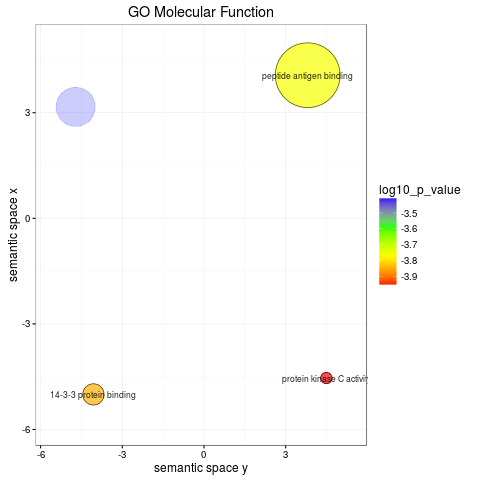 GO Molecular Function
peptide antigen binding
3
0
-3
-6
14-3-3 protein binding
protein kinase C activit
-6
-3
0
3
semantic space y
semantic space x
log10_p_value
-3.5
-3.6
-3.7
-3.8
-3.9